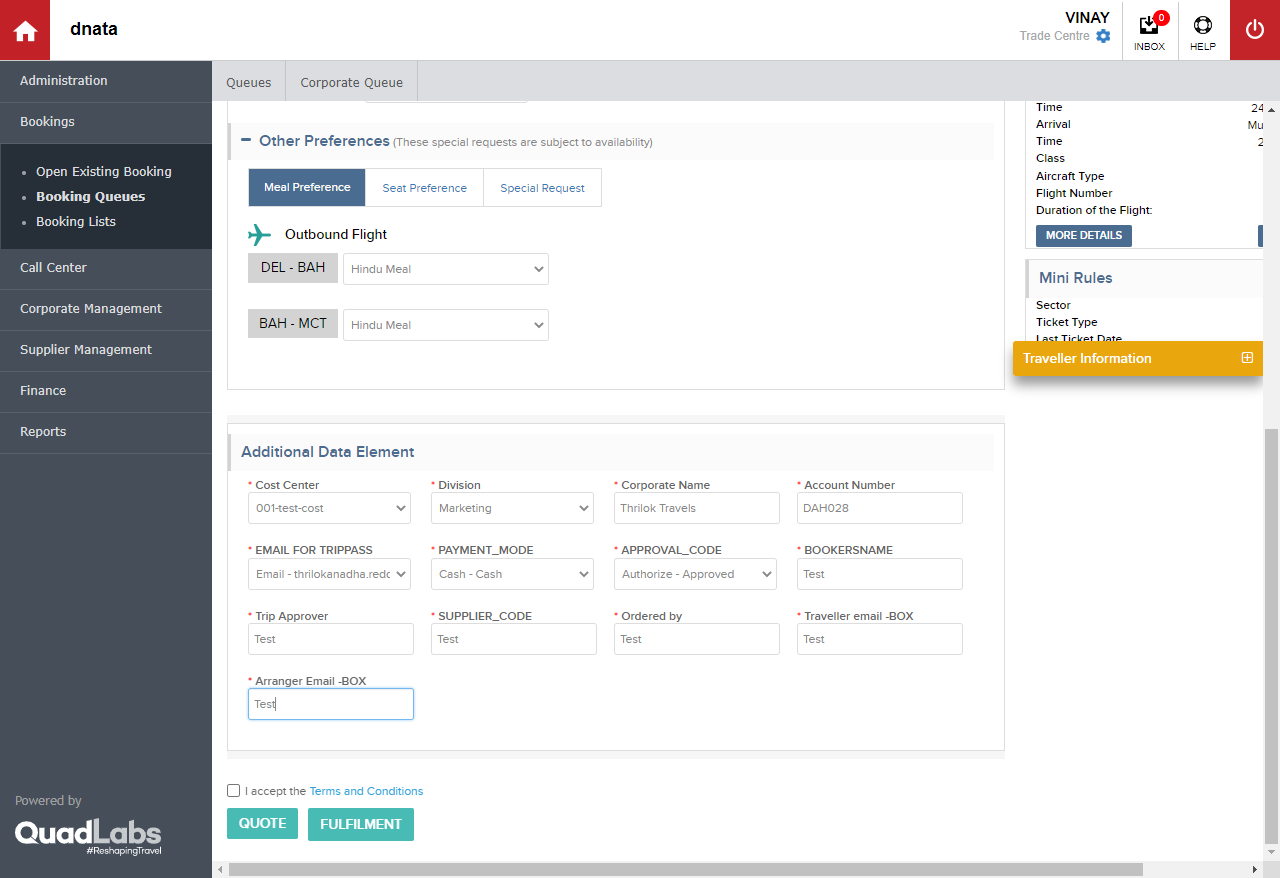 dnata
VINAY
Trade Centre
0
INBOX
HELP
Administration
Bookings
Open Existing Booking
Booking Queues
Booking Lists
Call Center
Corporate Management
Supplier Management
Finance
Reports
Powered by
QuadLabs
#ReshapingTravel
Queues
Corporate Queue
Other Preferences (These special requests are subject to availability)
Meal Preference
Seat Preference
Special Request
Outbound Flight
DEL - BAH
Hindu Meal
BAH - MCT
Hindu Meal
Additional Data Element
* Cost Center
* Division
* Corporate Name
* Account Number
001-test-cost
Marketing
Thrilok Travels
DAH028
* EMAIL FOR TRIPPASS
* PAYMENT_MODE
* APPROVAL_CODE
* BOOKERSNAME
Email - thrilokanadha.redc
Cash - Cash
Authorize - Approved
Test
* Trip Approver
* SUPPLIER_CODE
* Ordered by
* Traveller email -BOX
Test
Test
Test
Test
* Arranger Email -BOX
Test
I accept the Terms and Conditions
QUOTE
FULFILMENT
Time 24
Arrival Mu
Time 2
Class
Aircraft Type
Flight Number
Duration of the Flight:
MORE DETAILS
Mini Rules
Sector
Ticket Type
Last Ticket Date
Traveller Information